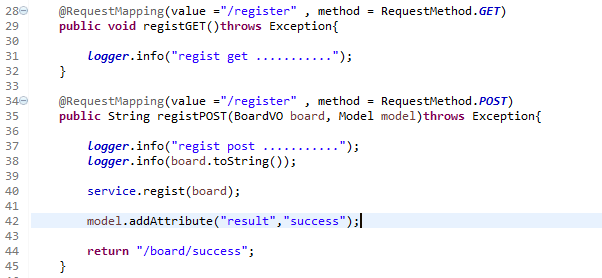 28 @RequestMapping(value ="/register" , method = RequestMethod.GET)
29 public void registGET()throws Exception{
30
31 logger.info("regist get ...........");
32 }
33
34 @RequestMapping(value ="/register" , method = RequestMethod.POST)
35 public String registPOST(BoardVO board, Model model)throws Exception{
36
37 logger.info("regist post ...........");
38 logger.info(board.toString());
39
40 service.regist(board);
41
42 model.addAttribute("result","success");
43
44 return "/board/success";
45 }